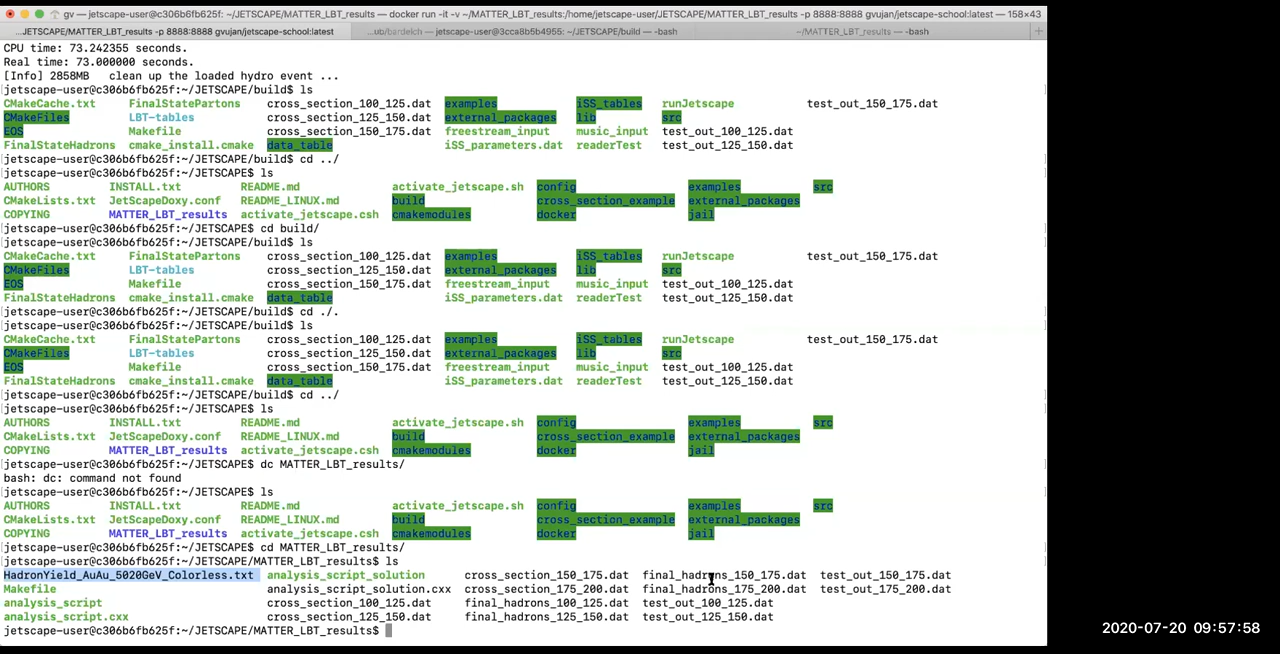 gv — jetscape-user@c306b6fb625f: ~/JETSCAPE/MATTER_LBT_results — docker run -it -v ~/MATTER_LBT_results:/home/jetscape-user/JETSCAPE/MATTER_LBT_results -p 8888:8888 gvujan/jetscape-school:latest — 158×43
...JETSCAPE/MATTER_LBT_results -p 8888:8888 gvujan/jetscape-school:latest ...ub/bardelch — jetscape-user@3cca8b5b4955: ~/JETSCAPE/build — -bash ~/MATTER_LBT_results — -bash +
CPU time: 73.242355 seconds.
Real time: 73.000000 seconds.
[Info] 2858MB   clean up the loaded hydro event ...
jetscape-user@c306b6fb625f:~/JETSCAPE/build$ ls
CMakeCache.txt FinalStatePartons cross_section_100_125.dat examples iSS_tables runJetscape test_out_150_175.dat
CMakeFiles LBT-tables cross_section_125_150.dat external_packages lib src
EOS Makefile cross_section_150_175.dat freestream_input music_input test_out_100_125.dat
FinalStateHadrons cmake_install.cmake data_table iSS_parameters.dat readerTest test_out_125_150.dat
jetscape-user@c306b6fb625f:~/JETSCAPE/build$ cd ../
jetscape-user@c306b6fb625f:~/JETSCAPE$ ls
AUTHORS INSTALL.txt README.md activate_jetscape.sh config examples src
CMakeLists.txt JetScapeDoxy.conf README_LINUX.md build cross_section_example external_packages
COPYING MATTER_LBT_results activate_jetscape.csh cmakemodules docker jail
jetscape-user@c306b6fb625f:~/JETSCAPE$ cd build/
jetscape-user@c306b6fb625f:~/JETSCAPE/build$ ls
CMakeCache.txt FinalStatePartons cross_section_100_125.dat examples iSS_tables runJetscape test_out_150_175.dat
CMakeFiles LBT-tables cross_section_125_150.dat external_packages lib src
EOS Makefile cross_section_150_175.dat freestream_input music_input test_out_100_125.dat
FinalStateHadrons cmake_install.cmake data_table iSS_parameters.dat readerTest test_out_125_150.dat
jetscape-user@c306b6fb625f:~/JETSCAPE/build$ cd ./.
jetscape-user@c306b6fb625f:~/JETSCAPE/build$ ls
CMakeCache.txt FinalStatePartons cross_section_100_125.dat examples iSS_tables runJetscape test_out_150_175.dat
CMakeFiles LBT-tables cross_section_125_150.dat external_packages lib src
EOS Makefile cross_section_150_175.dat freestream_input music_input test_out_100_125.dat
FinalStateHadrons cmake_install.cmake data_table iSS_parameters.dat readerTest test_out_125_150.dat
jetscape-user@c306b6fb625f:~/JETSCAPE/build$ cd ../
jetscape-user@c306b6fb625f:~/JETSCAPE$ ls
AUTHORS INSTALL.txt README.md activate_jetscape.sh config examples src
CMakeLists.txt JetScapeDoxy.conf README_LINUX.md build cross_section_example external_packages
COPYING MATTER_LBT_results activate_jetscape.csh cmakemodules docker jail
jetscape-user@c306b6fb625f:~/JETSCAPE$ dc MATTER_LBT_results/
bash: dc: command not found
jetscape-user@c306b6fb625f:~/JETSCAPE$ ls
AUTHORS INSTALL.txt README.md activate_jetscape.sh config examples src
CMakeLists.txt JetScapeDoxy.conf README_LINUX.md build cross_section_example external_packages
COPYING MATTER_LBT_results activate_jetscape.csh cmakemodules docker jail
jetscape-user@c306b6fb625f:~/JETSCAPE$ cd MATTER_LBT_results/
jetscape-user@c306b6fb625f:~/JETSCAPE/MATTER_LBT_results$ ls
HadronYield_AuAu_5020GeV_Colorless.txt analysis_script_solution cross_section_150_175.dat final_hadrons_150_175.dat test_out_150_175.dat
Makefile analysis_script_solution.cxx cross_section_175_200.dat final_hadrons_175_200.dat test_out_175_200.dat
analysis_script cross_section_100_125.dat final_hadrons_100_125.dat test_out_100_125.dat
analysis_script.cxx cross_section_125_150.dat final_hadrons_125_150.dat test_out_125_150.dat
jetscape-user@c306b6fb625f:~/JETSCAPE/MATTER_LBT_results$
2020-07-20 09:57:58